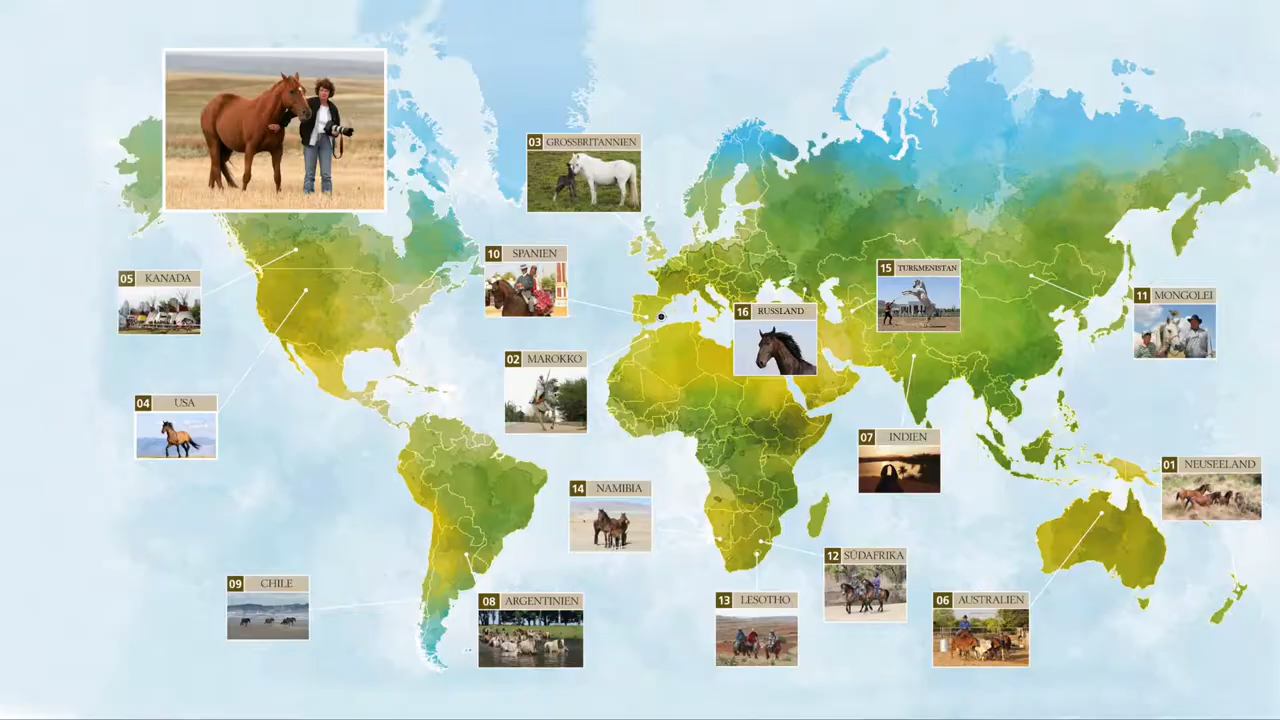 03 GROSSBRITANNIEN
10 SPANIEN
15 TURKMENISTAN
05 KANADA
11 MONGOLEI
16 RUSSLAND
02 MAROKKO
04 USA
07 INDIEN
01 NEUSEELAND
14 NAMIBIA
12 SÜDAFRIKA
09 CHILE
08 ARGENTINIEN
13 LESOTHO
06 AUSTRALIEN